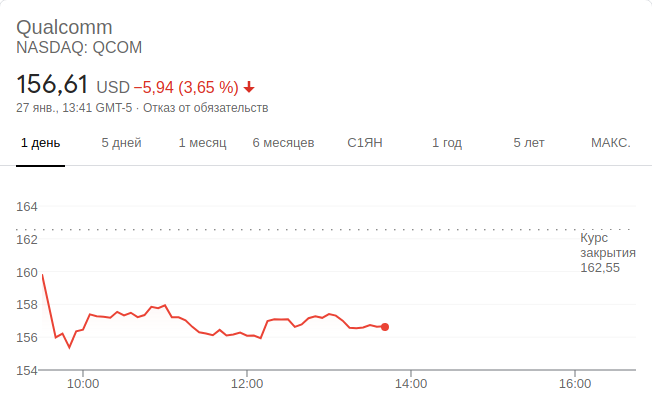 Qualcomm
NASDAQ: QCOM
156,61 USD −5,94 (3,65 %)
27 янв., 13:41 GMT-5 · Отказ от обязательств
1 день 5 дней 1 месяц 6 месяцев С1ЯН 1 год 5 лет МАКС.
164
162
160
158
156
154
Курс
закрытия
162,55
10:00 12:00 14:00 16:00